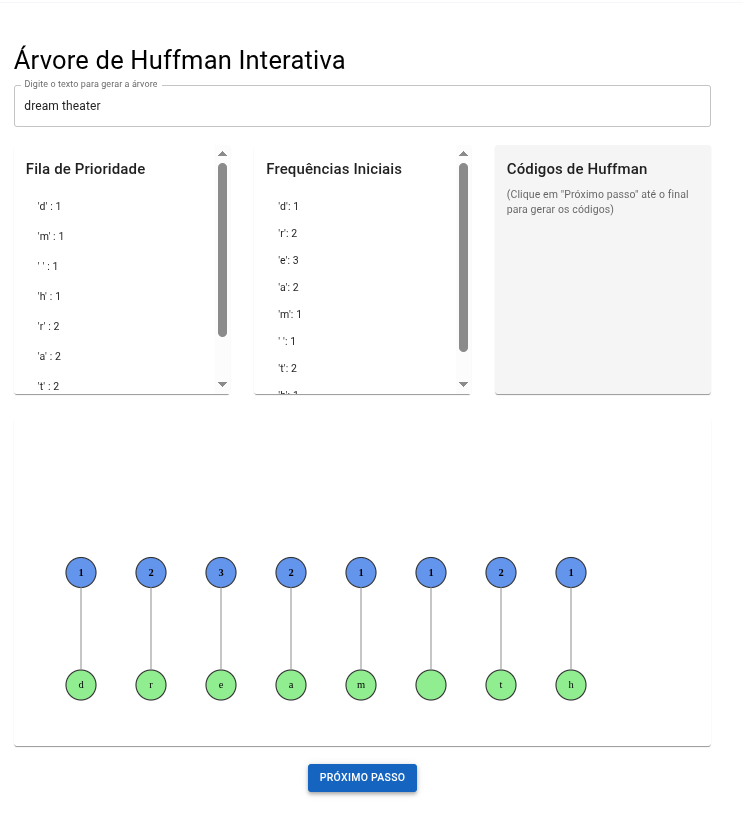 Árvore de Huffman Interativa
Digite o texto para gerar a árvore
dream theater
Fila de Prioridade
'd' : 1
'm' : 1
' ' : 1
'h' : 1
'r' : 2
'a' : 2
't' : 2
Frequências Iniciais
'd': 1
'r': 2
'e': 3
'a': 2
'm': 1
' ': 1
't': 2
Códigos de Huffman
(Clique em "Próximo passo" até o final
para gerar os códigos)
1 2 3 2 1 1 2 1
d r e a m t h
PRÓXIMO PASSO